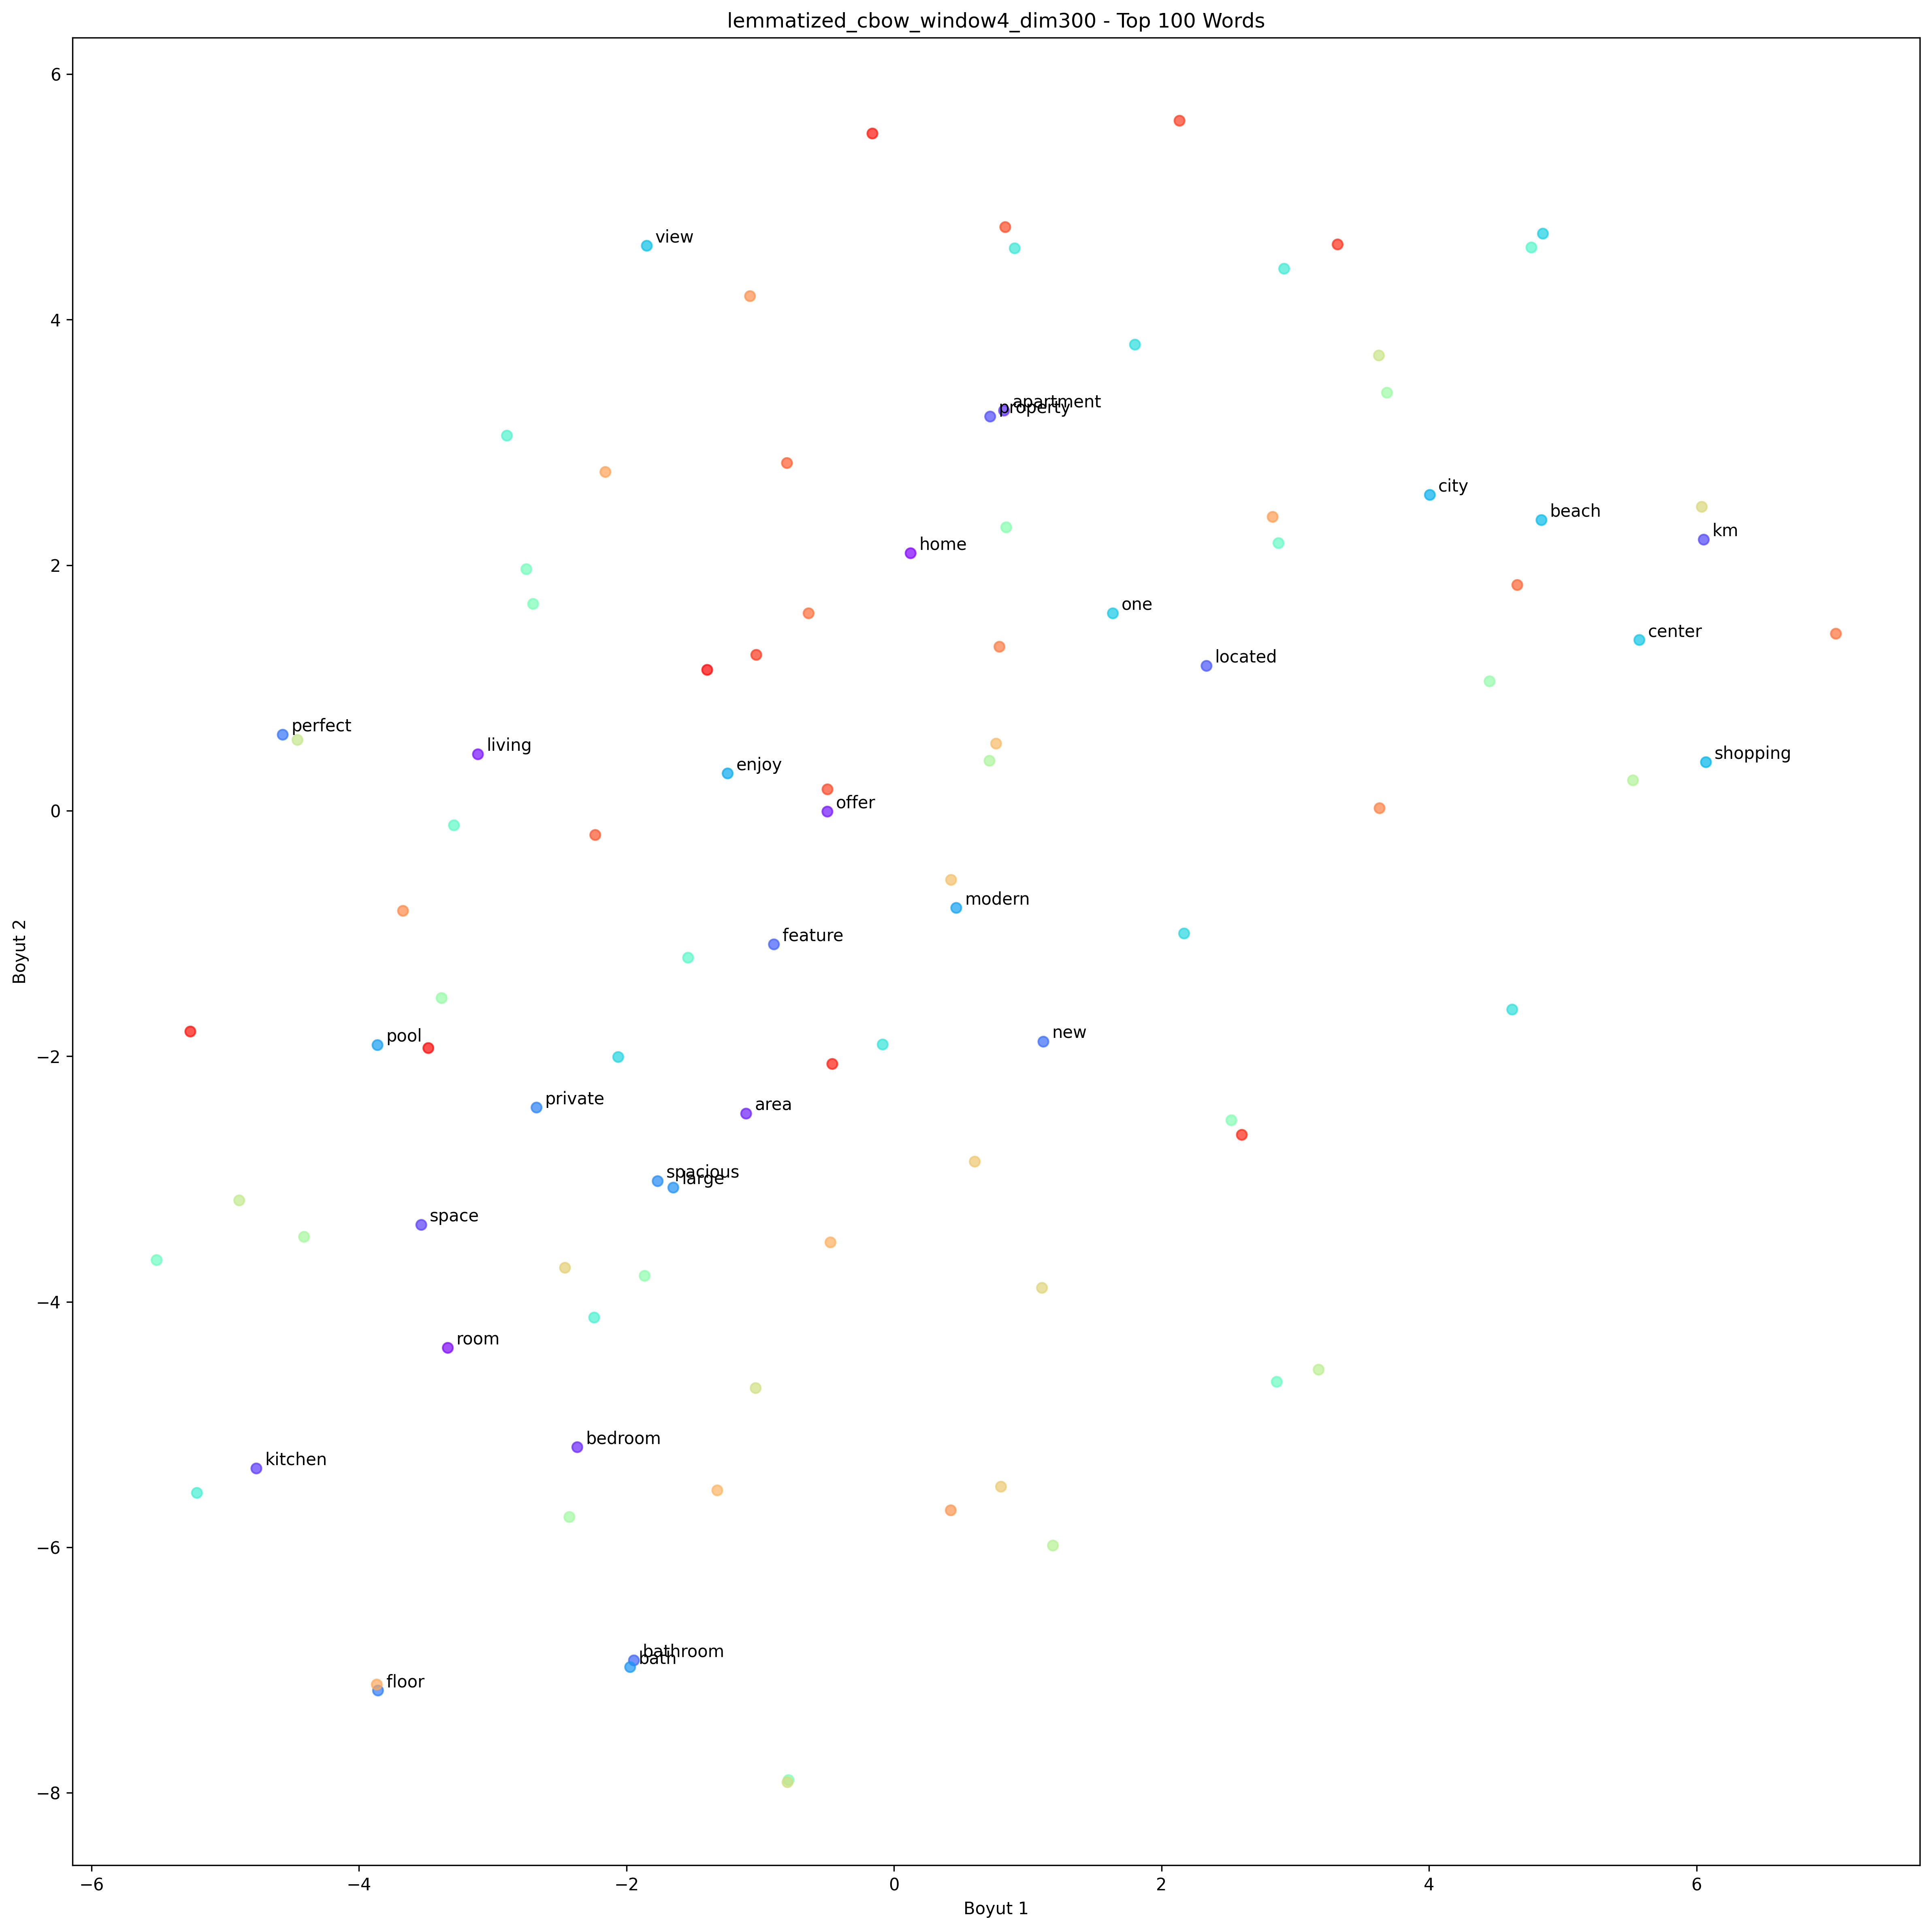 lemmatized_cbow_window4_dim300 - Top 100 Words
6
view
4
apartment
property
city
beach
km
home
2
one
center
located
perfect
living
shopping
enjoy
offer
0
modern
feature
Boyut 2
new
pool
−2
private
area
spacious
large
space
−4
room
bedroom
kitchen
−6
bathroom
bath
floor
−8
−6
−4
−2
0
2
4
6
Boyut 1